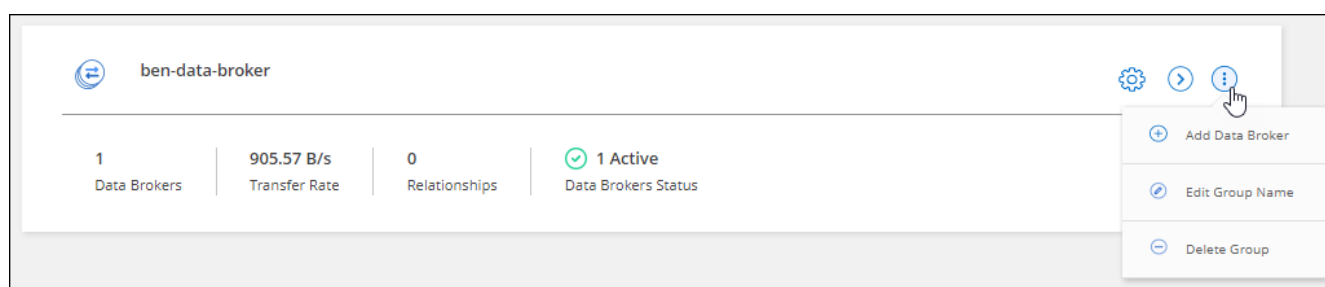 ben-data-broker
1 905.57 B/s 0 1 Active
Data Brokers Transfer Rate Relationships Data Brokers Status
Add Data Broker
Edit Group Name
Delete Group